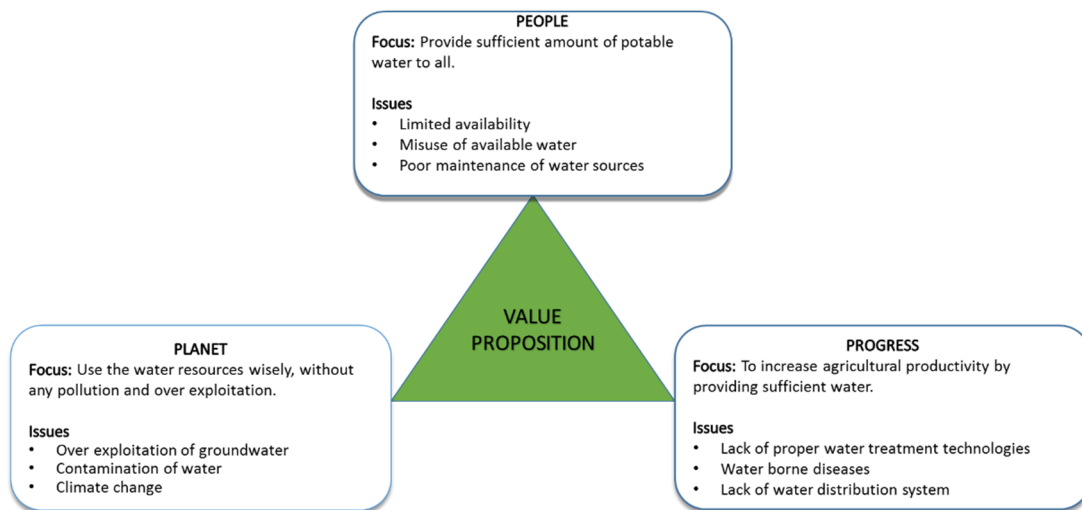 PEOPLE
Focus: Provide sufficient amount of potable
water to all.
Issues
• Limited availability
• Misuse of available water
• Poor maintenance of water sources
VALUE
PROPOSITION
PLANET
Focus: Use the water resources wisely, without
any pollution and over exploitation.
Issues
• Over exploitation of groundwater
• Contamination of water
• Climate change
PROGRESS
Focus: To increase agricultural productivity by
providing sufficient water.
Issues
• Lack of proper water treatment technologies
• Water borne diseases
• Lack of water distribution system